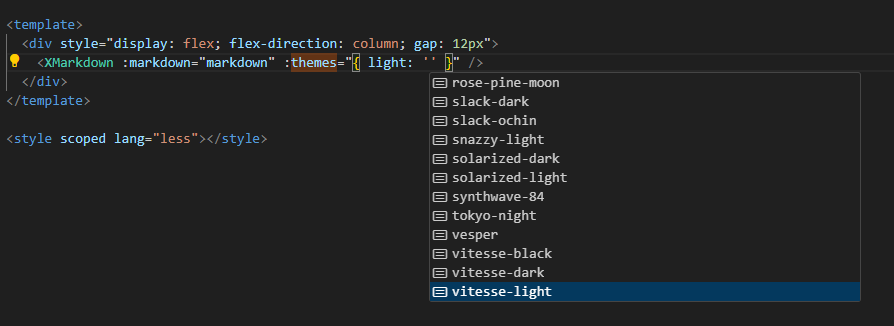 <template>
<div style="display: flex; flex-direction: column; gap: 12px">
<XMarkdown :markdown="markdown" :themes="{ light: '' }" />
</div>
</template>
<style scoped lang="less"></style>
rose-pine-moon
slack-dark
slack-ochin
snazzy-light
solarized-dark
solarized-light
synthwave-84
tokyo-night
vesper
vitesse-black
vitesse-dark
vitesse-light